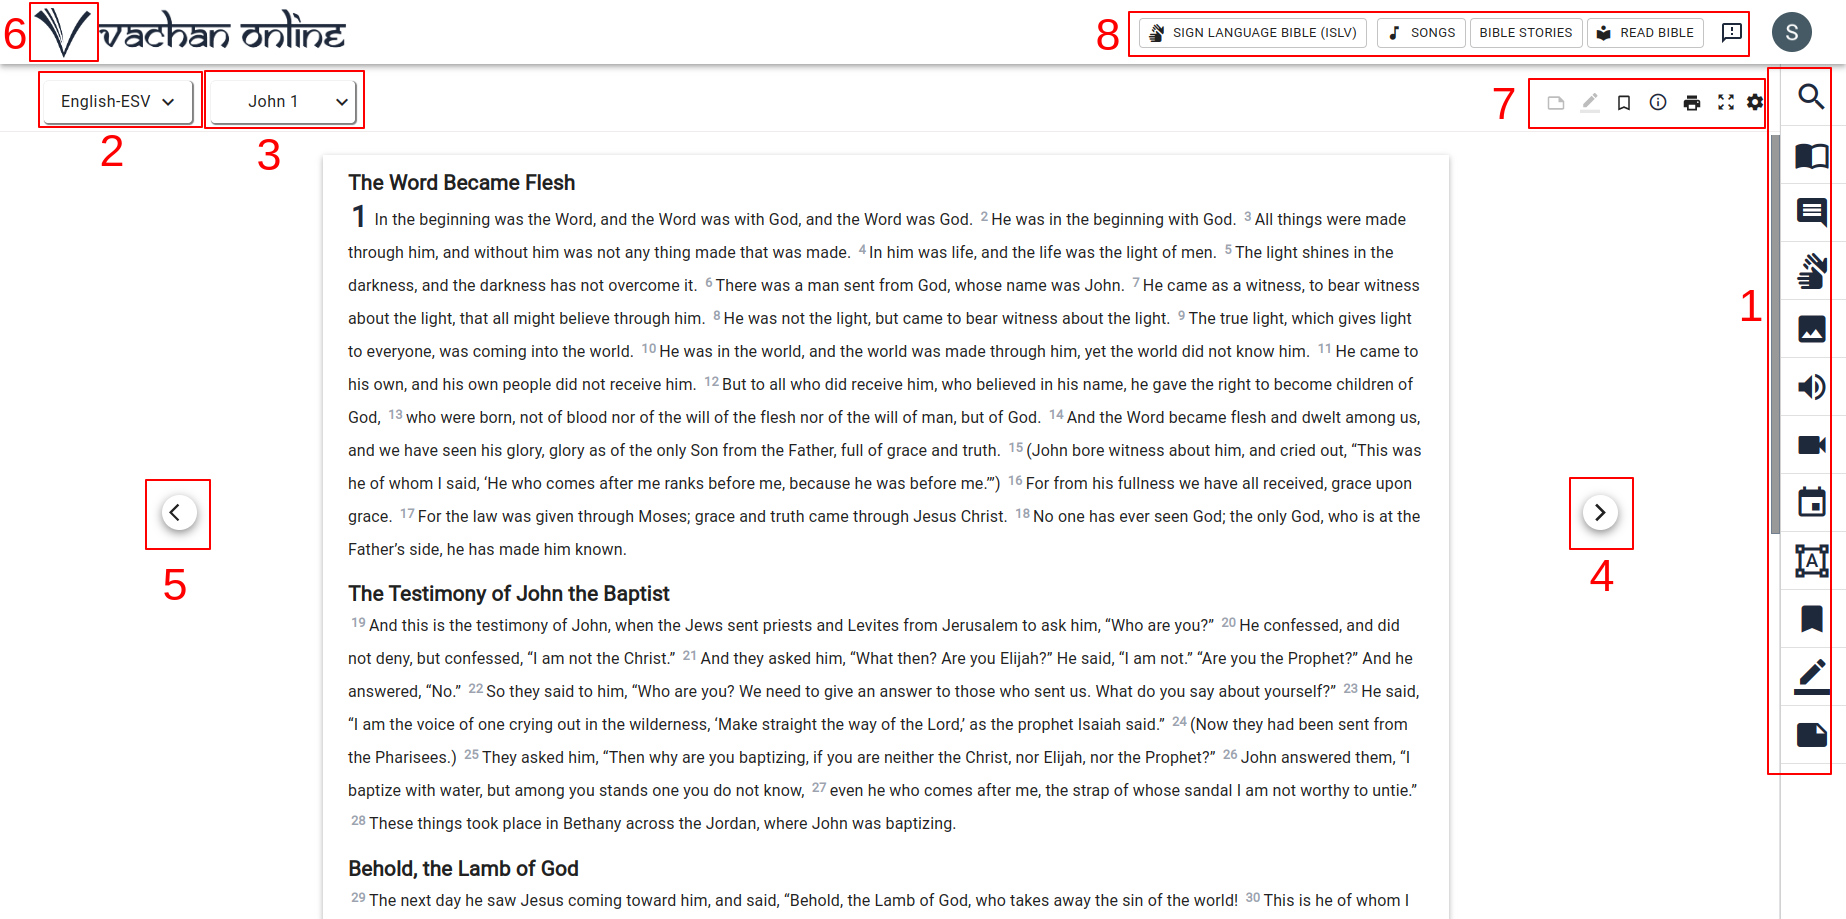 6 vachan online 8 SIGN LANGUAGE BIBLE (ISLV) SONGS BIBLE STORIES READ BIBLE S
English-ESV John 1 7
2 3
The Word Became Flesh
1 In the beginning was the Word, and the Word was with God, and the Word was God. 2 He was in the beginning with God. 3 All things were made
through him, and without him was not any thing made that was made. 4 In him was life, and the life was the light of men. 5 The light shines in the
darkness, and the darkness has not overcome it. 6 There was a man sent from God, whose name was John. 7 He came as a witness, to bear witness
about the light, that all might believe through him. 8 He was not the light, but came to bear witness about the light. 9 The true light, which gives light
1
to everyone, was coming into the world. 10 He was in the world, and the world was made through him, yet the world did not know him. 11 He came to
his own, and his own people did not receive him. 12 But to all who did receive him, who believed in his name, he gave the right to become children of
God, 13 who were born, not of blood nor of the will of the flesh nor of the will of man, but of God. 14 And the Word became flesh and dwelt among us,
and we have seen his glory, glory as of the only Son from the Father, full of grace and truth. 15 (John bore witness about him, and cried out, “This was
he of whom I said, ‘He who comes after me ranks before me, because he was before me.’”) 16 For from his fullness we have all received, grace upon
grace. 17 For the law was given through Moses; grace and truth came through Jesus Christ. 18 No one has ever seen God; the only God, who is at the
Father’s side, he has made him known.
5 4
A
The Testimony of John the Baptist
19 And this is the testimony of John, when the Jews sent priests and Levites from Jerusalem to ask him, “Who are you?” 20 He confessed, and did
not deny, but confessed, “I am not the Christ.” 21 And they asked him, “What then? Are you Elijah?” He said, “I am not.” “Are you the Prophet?” And he
answered, “No.” 22 So they said to him, “Who are you? We need to give an answer to those who sent us. What do you say about yourself?” 23 He said,
“I am the voice of one crying out in the wilderness, ‘Make straight the way of the Lord,’ as the prophet Isaiah said.” 24 (Now they had been sent from
the Pharisees.) 25 They asked him, “Then why are you baptizing, if you are neither the Christ, nor Elijah, nor the Prophet?” 26 John answered them, “I
baptize with water, but among you stands one you do not know, 27 even he who comes after me, the strap of whose sandal I am not worthy to untie.”
28 These things took place in Bethany across the Jordan, where John was baptizing.
Behold, the Lamb of God
29 The next day he saw Jesus coming toward him, and said, “Behold, the Lamb of God, who takes away the sin of the world! 30 This is he of whom I